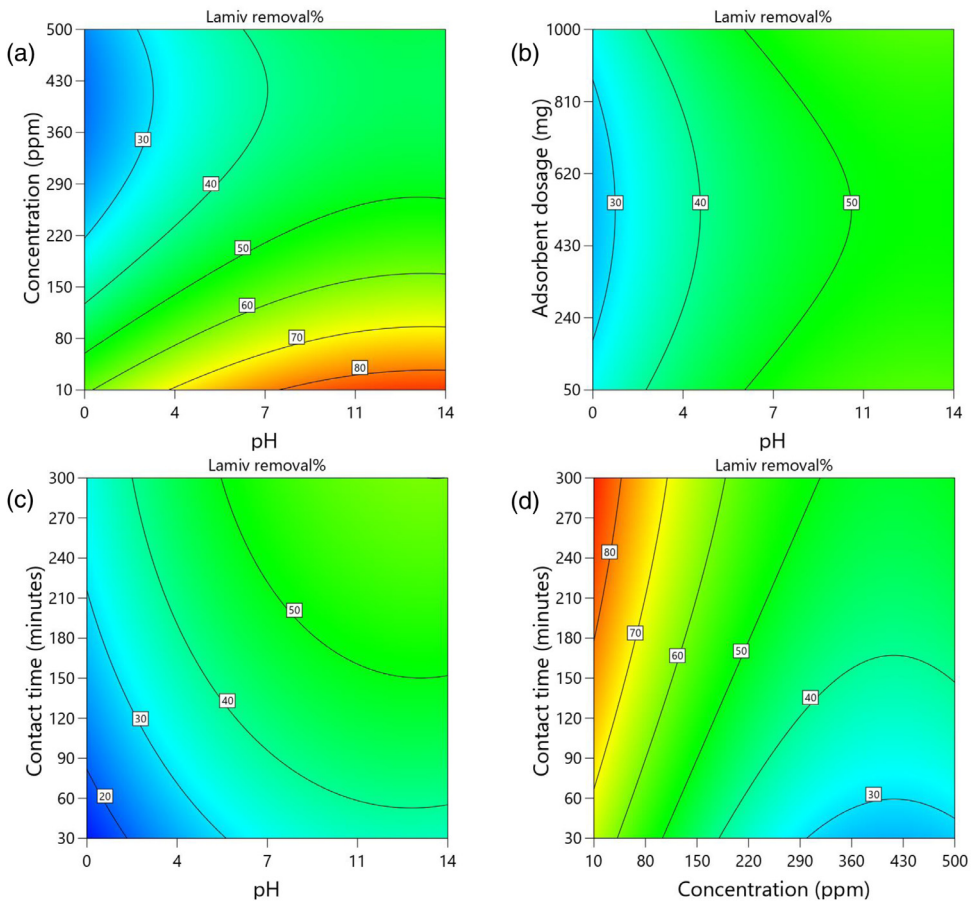 (a)
Lamiv removal%
Concentration (ppm)
500
430
360
290
220
150
80
10
30
40
50
60
70
80
0 4 7 11 14
pH
(b)
Lamiv removal%
Adsorbent dosage (mg)
1000
810
620
430
240
50
30 40 50
0 4 7 11 14
pH
(c)
Lamiv removal%
Contact time (minutes)
300
270
240
210
180
150
120
90
60
30
50
40
30
20
0 4 7 11 14
pH
(d)
Lamiv removal%
Contact time (minutes)
300
270
240
210
180
150
120
90
60
30
80
70
60
50
40
30
10 80 150 220 290 360 430 500
Concentration (ppm)